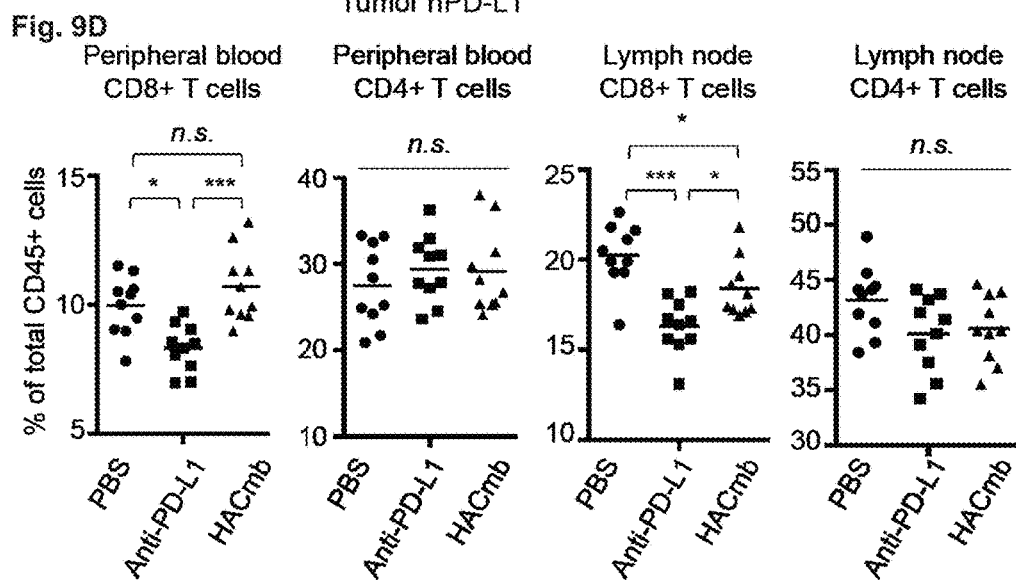 Tumor hPD-L1
Fig. 9D
Peripheral blood
CD8+ T cells
Peripheral blood
CD4+ T cells
Lymph node
CD8+ T cells
Lymph node
CD4+ T cells
% of total CD45+ cells
n.s.
*
***
15
10
5
PBS
Anti-PD-L1
HACmb
n.s.
40
30
20
10
PBS
Anti-PD-L1
HACmb
*
***
*
25
20
15
10
PBS
Anti-PD-L1
HACmb
n.s.
55
50
45
40
35
30
PBS
Anti-PD-L1
HACmb